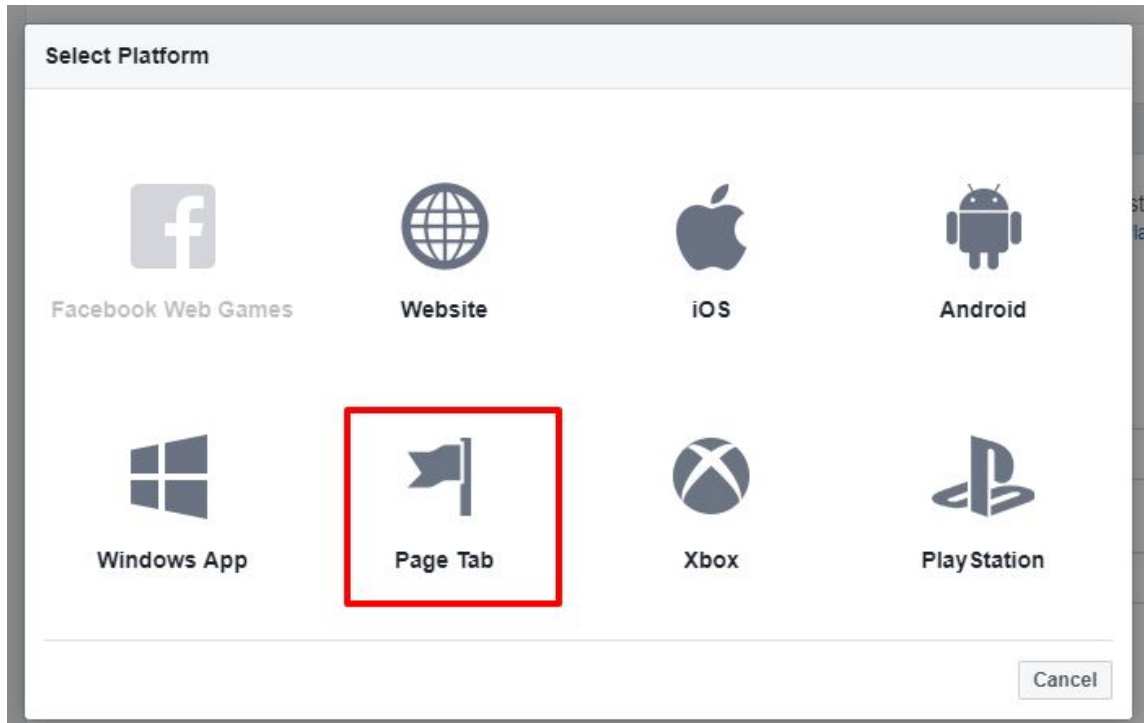 Select Platform
Facebook Web Games
Website
iOS
Android
Windows App
Page Tab
Xbox
PlayStation
Cancel